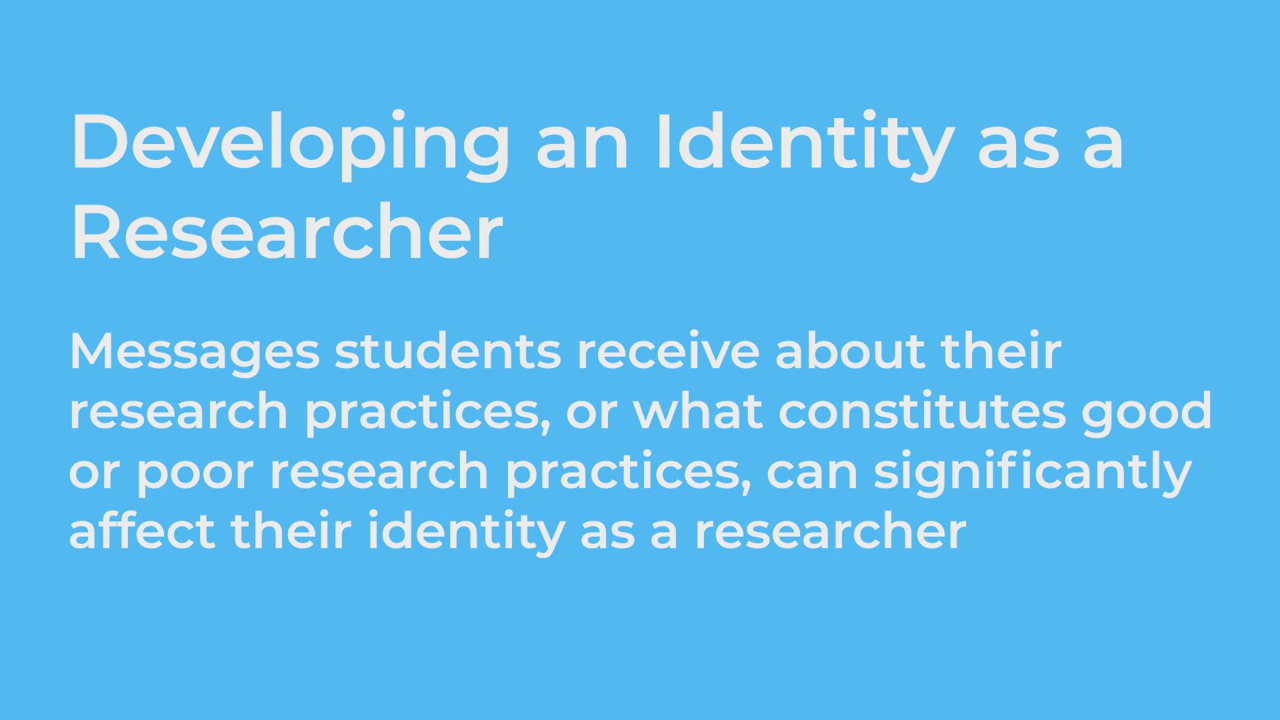 Developing an Identity as a
Researcher
Messages students receive about their
research practices, or what constitutes good
or poor research practices, can significantly
affect their identity as a researcher